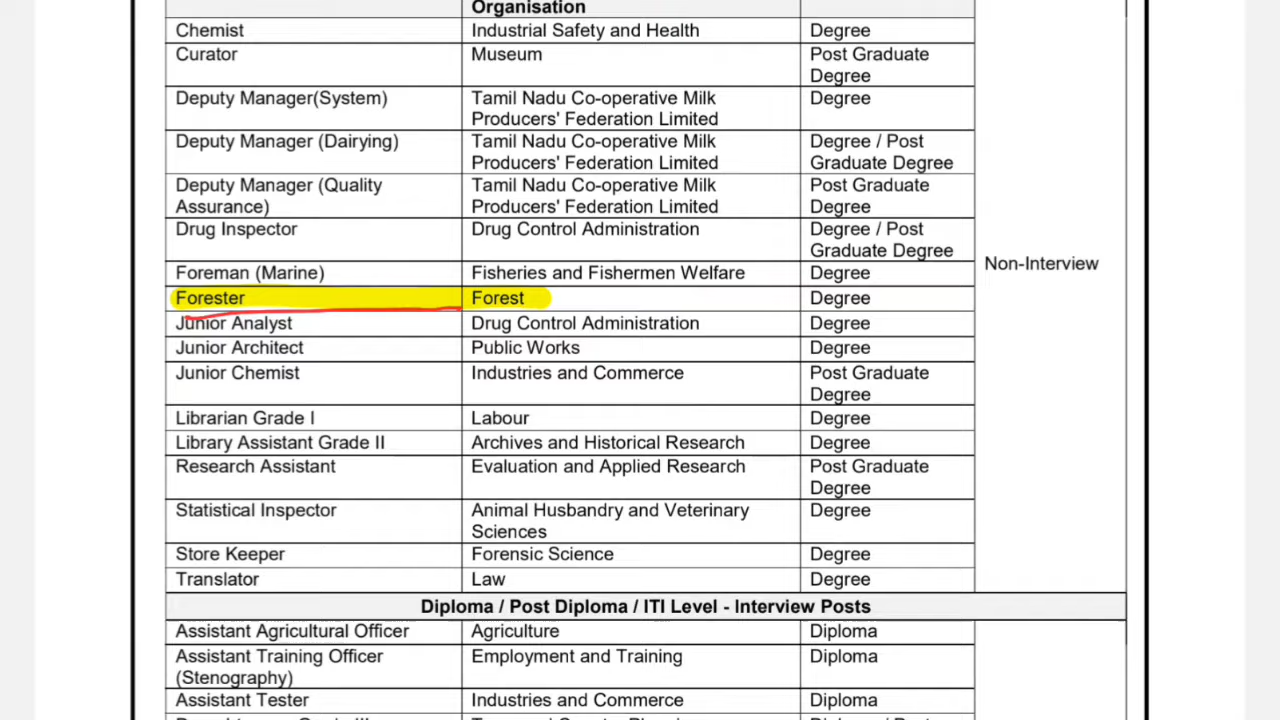 Organisation
Chemist Industrial Safety and Health Degree
Curator Museum Post Graduate
Degree
Deputy Manager(System) Tamil Nadu Co-operative Milk Degree
Producers' Federation Limited
Deputy Manager (Dairying) Tamil Nadu Co-operative Milk Degree / Post
Producers' Federation Limited Graduate Degree
Deputy Manager (Quality Tamil Nadu Co-operative Milk Post Graduate
Assurance) Producers' Federation Limited Degree
Drug Inspector Drug Control Administration Degree / Post
Graduate Degree
Non-Interview
Foreman (Marine) Fisheries and Fishermen Welfare Degree
Forester Forest Degree
Junior Analyst Drug Control Administration Degree
Junior Architect Public Works Degree
Junior Chemist Industries and Commerce Post Graduate
Degree
Librarian Grade I Labour Degree
Library Assistant Grade II Archives and Historical Research Degree
Research Assistant Evaluation and Applied Research Post Graduate
Degree
Statistical Inspector Animal Husbandry and Veterinary Degree
Sciences
Store Keeper Forensic Science Degree
Translator Law Degree
Diploma / Post Diploma / ITI Level - Interview Posts
Assistant Agricultural Officer Agriculture Diploma
Assistant Training Officer Employment and Training Diploma
(Stenography)
Assistant Tester Industries and Commerce Diploma